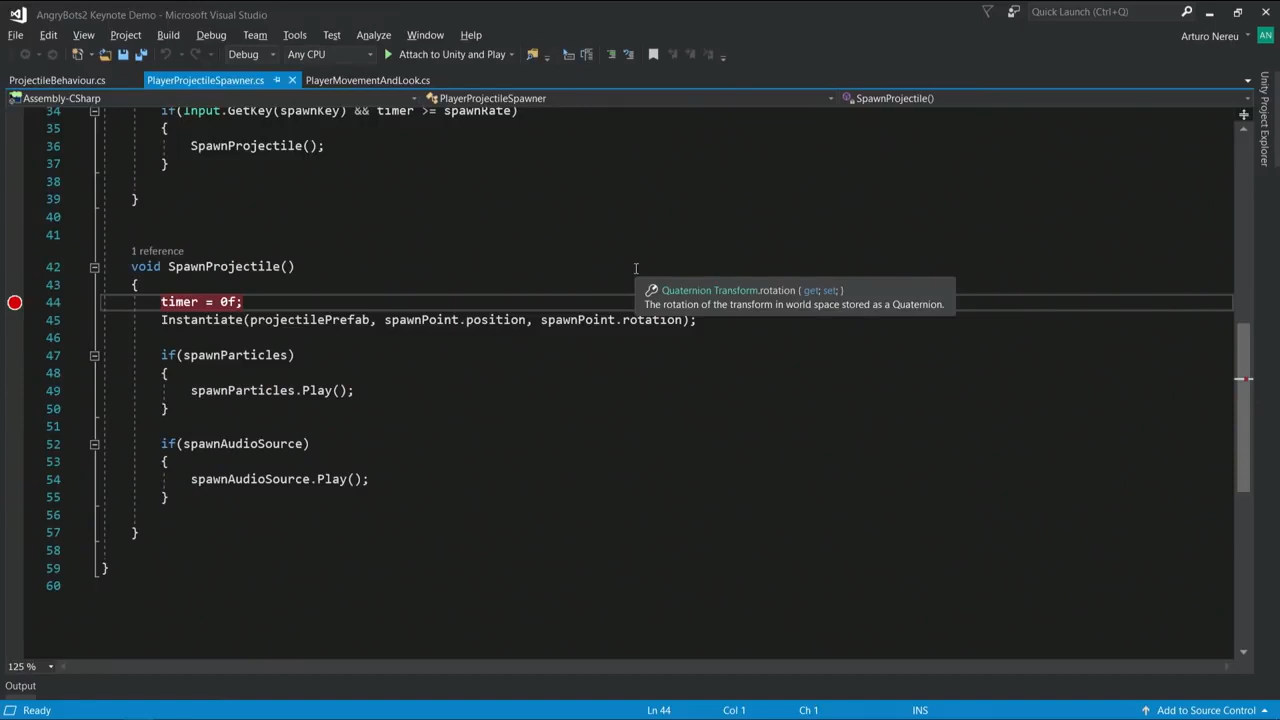 AngryBots2 Keynote Demo - Microsoft Visual Studio
Quick Launch (Ctrl+Q)
File Edit View Project Build Debug Team Tools Test Analyze Window Help
Arturo Nereu AN
Debug Any CPU Attach to Unity and Play
ProjectileBehaviour.cs PlayerProjectileSpawner.cs PlayerMovementAndLook.cs
Assembly-CSharp PlayerProjectileSpawner SpawnProjectile()
Unity Project Explorer
34 if(Input.GetKey(spawnKey) && timer >= spawnRate)
35 {
36 SpawnProjectile();
37 }
38
39 }
40
41
1 reference
42 void SpawnProjectile()
43 {
44 timer = 0f;
Quaternion Transform.rotation { get; set; }
The rotation of the transform in world space stored as a Quaternion.
45 Instantiate(projectilePrefab, spawnPoint.position, spawnPoint.rotation);
46
47 if(spawnParticles)
48 {
49 spawnParticles.Play();
50 }
51
52 if(spawnAudioSource)
53 {
54 spawnAudioSource.Play();
55 }
56
57 }
58
59 }
60
125 %
Output
Ready Ln 44 Col 1 Ch 1 INS Add to Source Control